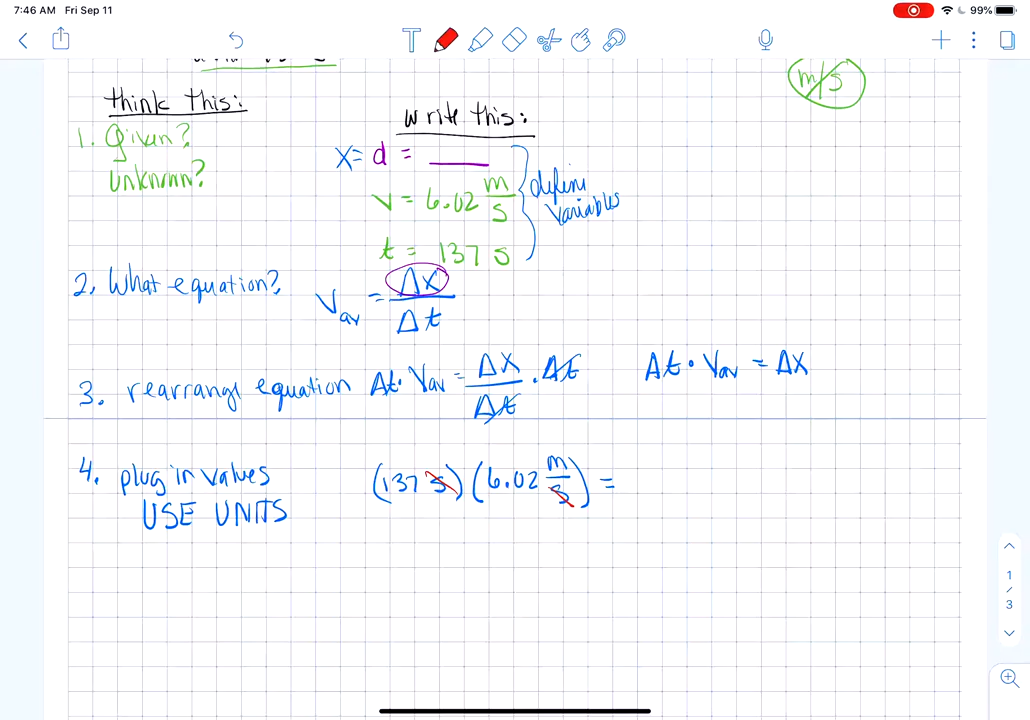 7:46 AM Fri Sep 11
99%
T
m/s
think this:
write this:
1. Given?
unknown?
x = d = ____
v = 6.02 m/s
t = 137 s
define variables
2. What equation?
Vav = Δx/Δt
3. rearrange equation Δt · Vav = Δx/Δt · Δt
Δt · Vav = Δx
4. plug in values
USE UNITS
(137 s)(6.02 m/s) =
1
/
3